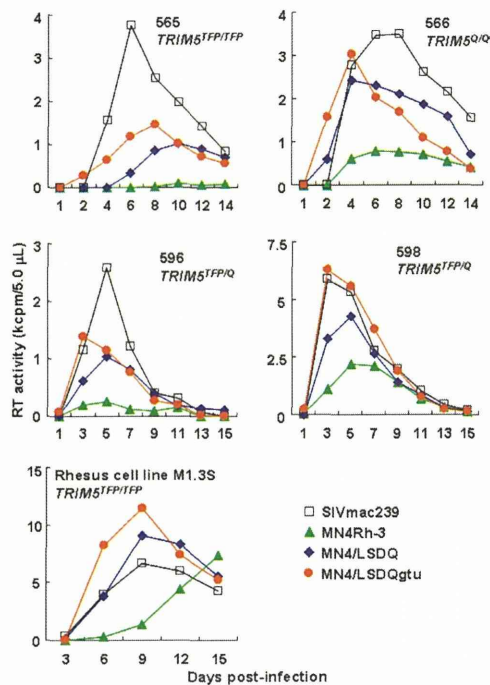 565
TRIM5TFP/TFP
4
3
2
1
0
1 2 4 6 8 10 12 14
566
TRIM5Q/Q
4
3
2
1
0
1 2 4 6 8 10 12 14
RT activity (kcpm/5.0 µL)
596
TRIM5TFP/Q
3
2
1
0
1 3 5 7 9 11 13 15
598
TRIM5TFP/Q
7.5
5
2.5
0
1 3 5 7 9 11 13 15
Rhesus cell line M1.3S
TRIM5TFP/TFP
15
10
5
0
3 6 9 12 15
Days post-infection
SIVmac239
MN4Rh-3
MN4/LSDQ
MN4/LSDQgtu